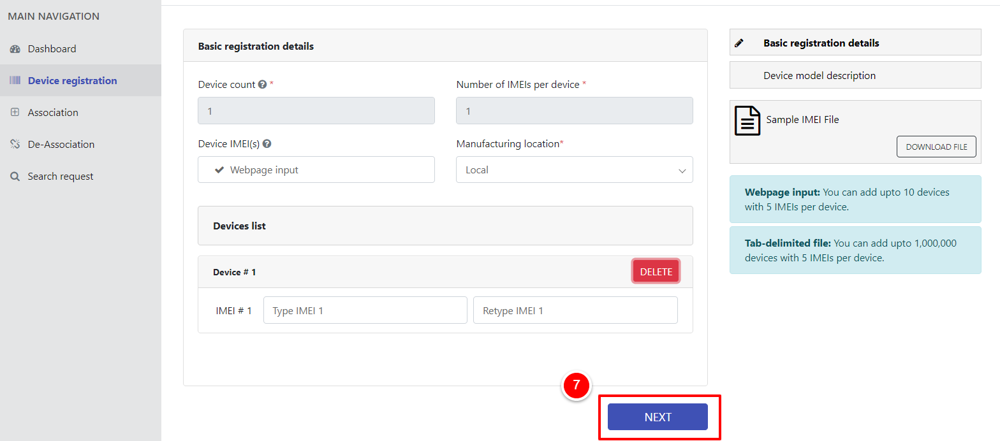 MAIN NAVIGATION
Dashboard
Device registration
Association
De-Association
Search request
Basic registration details
Device count ? *
Number of IMEIs per device *
1
1
Device IMEI(s) ?
Manufacturing location*
Webpage input
Local
Devices list
Device # 1
DELETE
IMEI # 1
Type IMEI 1
Retype IMEI 1
7
NEXT
Basic registration details
Device model description
Sample IMEI File
DOWNLOAD FILE
Webpage input: You can add upto 10 devices
with 5 IMEIs per device.
Tab-delimited file: You can add upto 1,000,000
devices with 5 IMEIs per device.